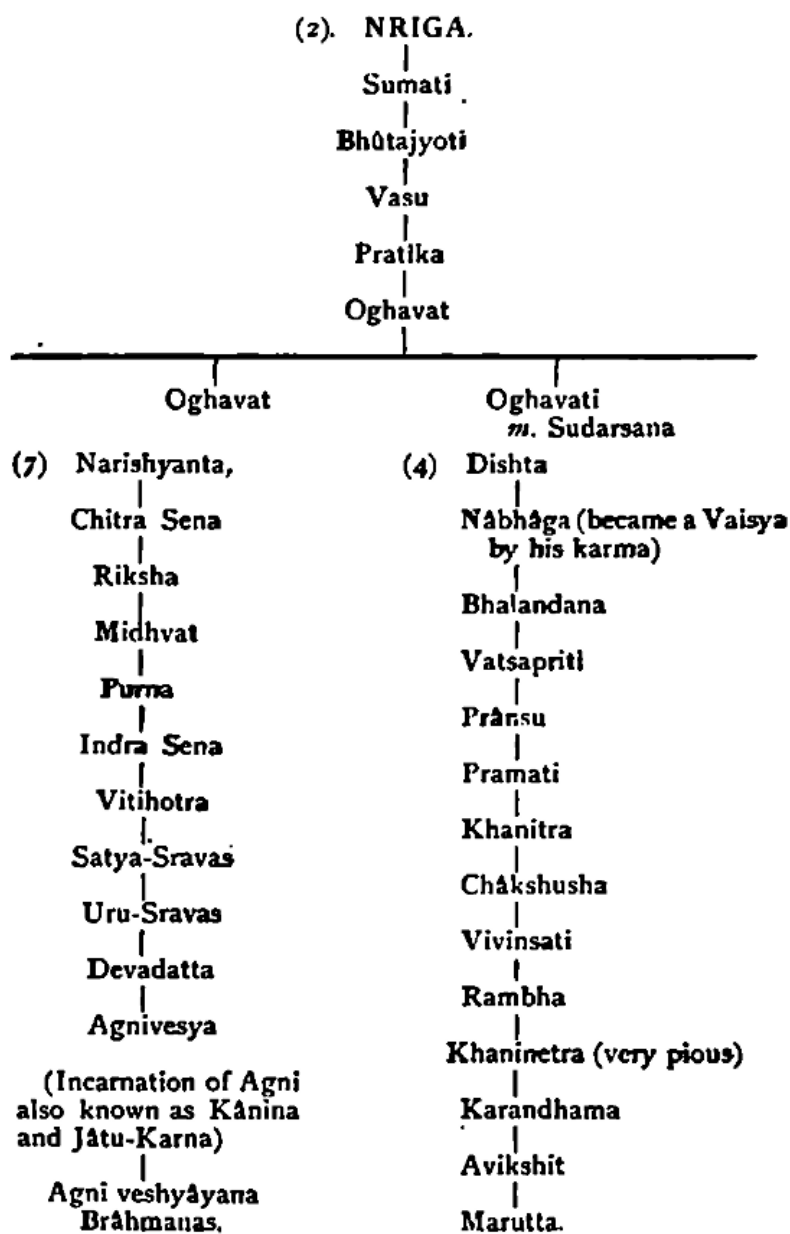 (2). NRIGA.
Sumati
Bhûtajyoti
Vasu
Pratika
Oghavat
Oghavat
Oghavati
m. Sudarsana
(7) Narishyanta,
Chitra Sena
Riksha
Midhvat
Purna
Indra Sena
Vitihotra
Satya-Sravas
Uru-Sravas
Devadatta
Agnivesya
(Incarnation of Agni
also known as Kânina
and Jâtu-Karna)
Agni veshyâyana
Brâhmanas.
(4) Dishta
Nâbhâga (became a Vaisya
by his karma)
Bhalandana
Vatsapriti
Prânsu
Pramati
Khanitra
Châkshusha
Vivinsati
Rambha
Khaninetra (very pious)
Karandhama
Avikshit
Marutta.